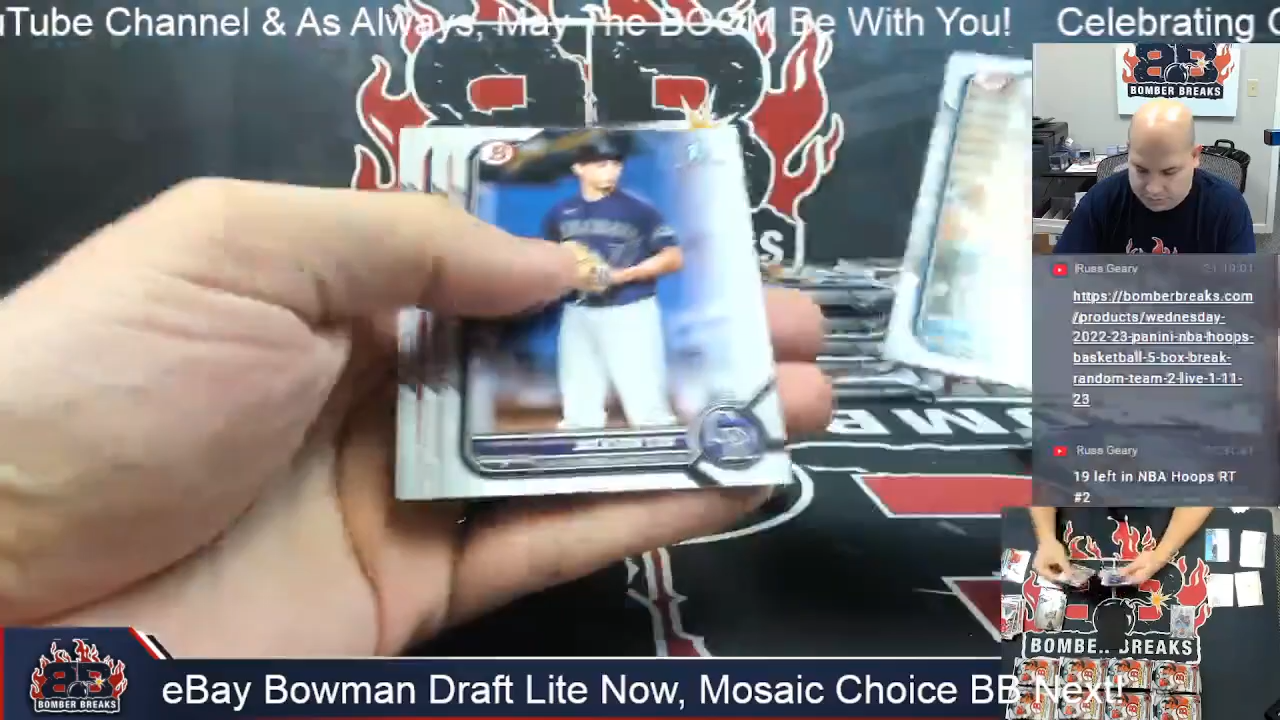 uTube Channel & As Always, May The BOOM Be With You! Celebrating
BOMBER BREAKS
Russ Geary 21:19:01
https://bomberbreaks.com
/products/wednesday-
2022-23-panini-nba-hoops-
basketball-5-box-break-
random-team-2-live-1-11-
23
Russ Geary
19 left in NBA Hoops RT
#2
BOMBE.. BREAKS
BOMBER BREAKS
eBay Bowman Draft Lite Now, Mosaic Choice BB Next!